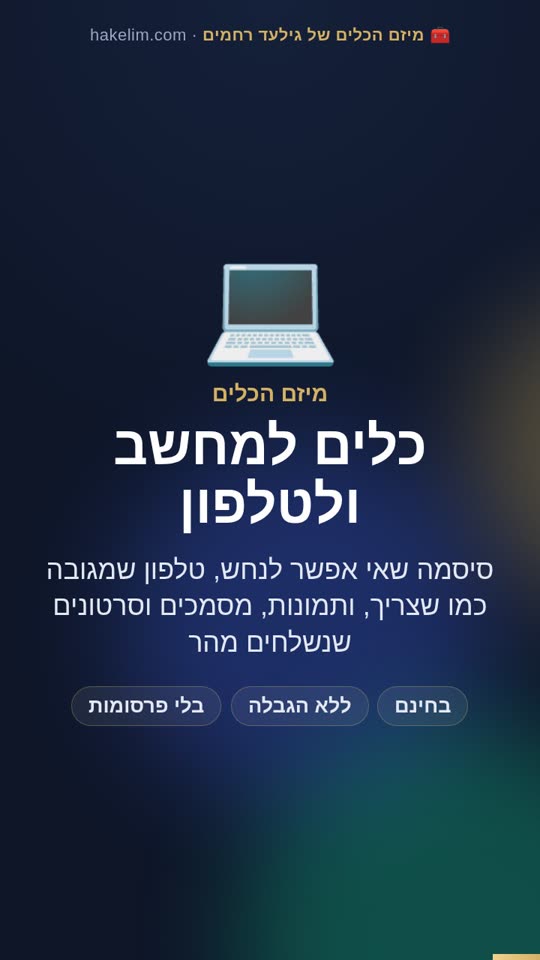 🧰 מיזם הכלים של גילעד רחמים · hakelim.com
מיזם הכלים
כלים למחשב
ולטלפון
סיסמה שאי אפשר לנחש, טלפון שמגובה
כמו שצריך, ותמונות, מסמכים וסרטונים
שנשלחים מהר
בחינם
ללא הגבלה
בלי פרסומות